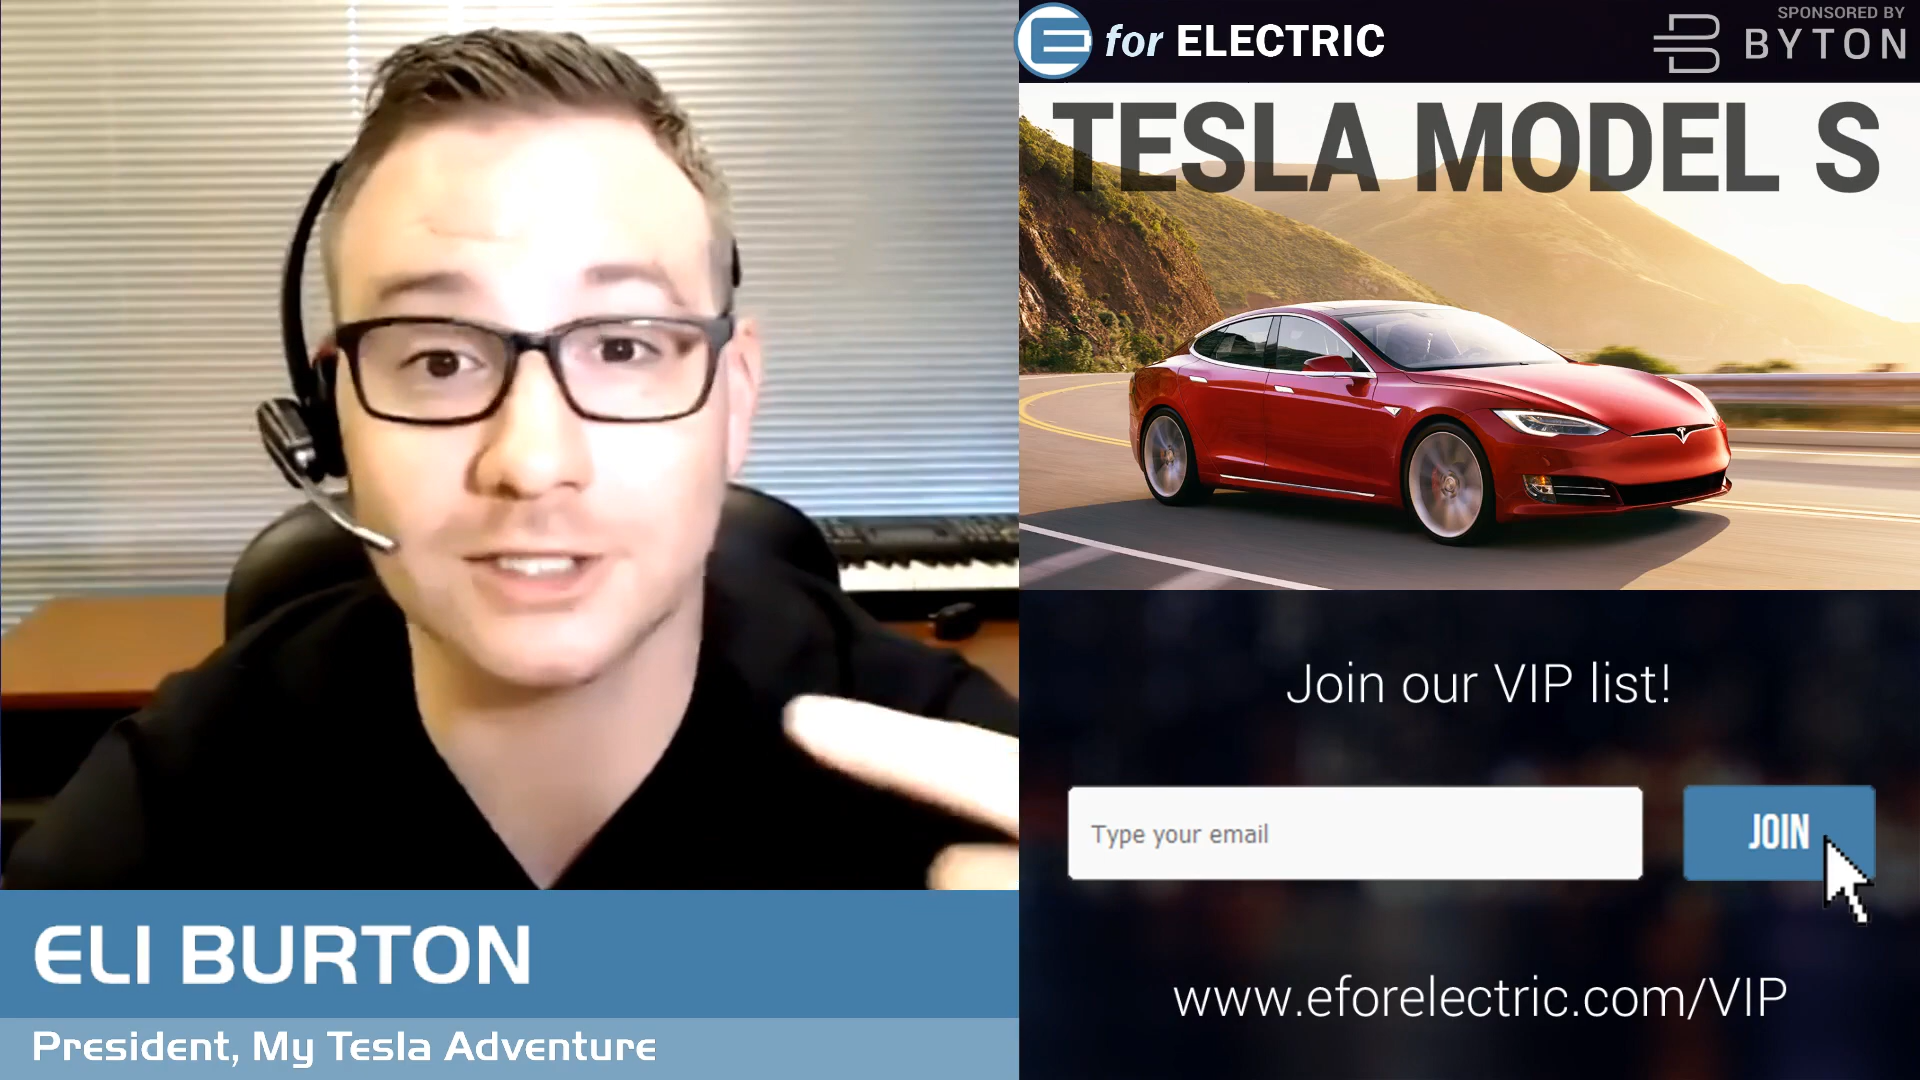 E for ELECTRIC
SPONSORED BY
BYTON
TESLA MODEL S
Join our VIP list!
Type your email
JOIN
www.eforelectric.com/VIP
ELI BURTON
President, My Tesla Adventure